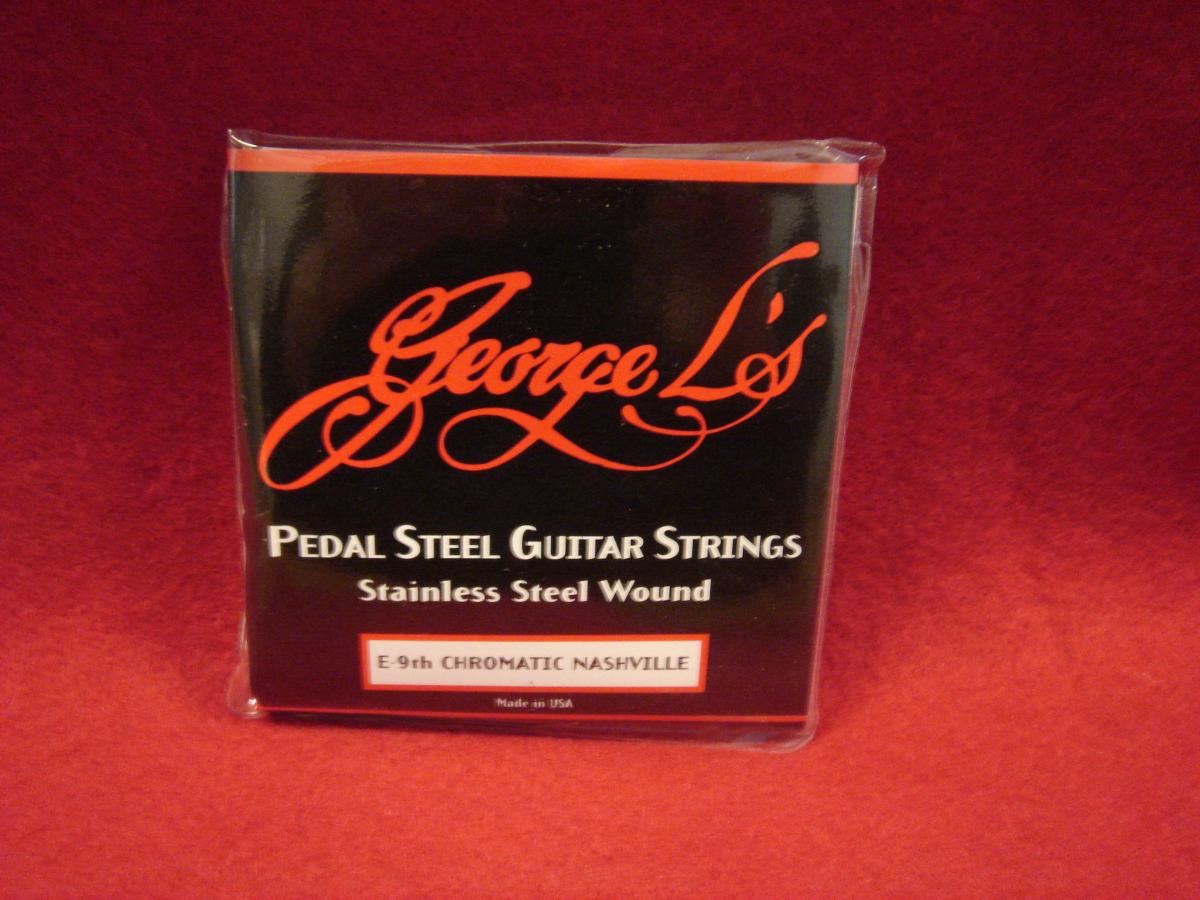 George L's
PEDAL STEEL GUITAR STRINGS
Stainless Steel Wound
E-9th CHROMATIC NASHVILLE
Made in USA